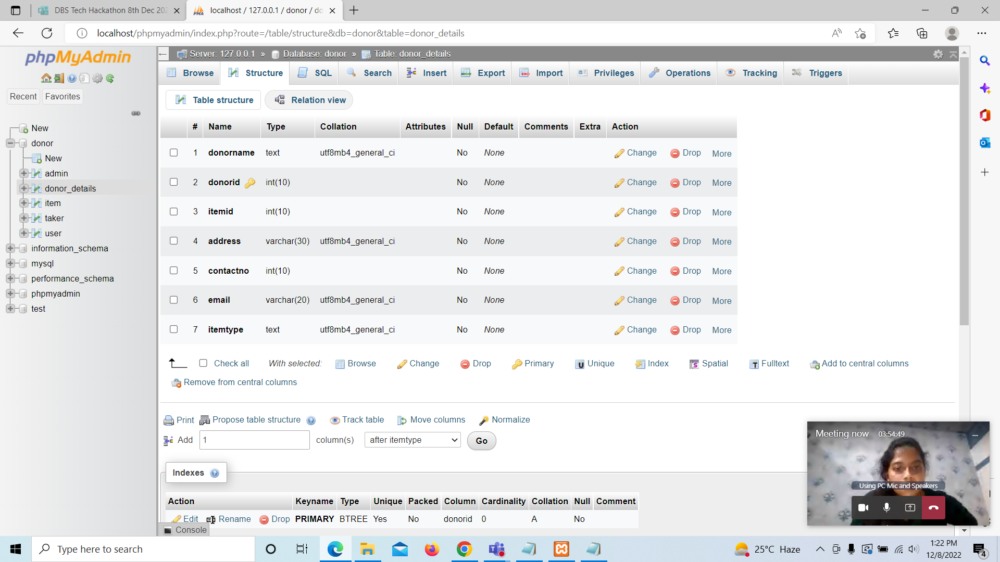 DBS Tech Hackathon 8th Dec 202
localhost / 127.0.0.1 / donor / do
localhost/phpmyadmin/index.php?route=/table/structure&db=donor&table=donor_details
phpMyAdmin
Recent Favorites
New
donor
New
admin
donor_details
item
taker
user
information_schema
mysql
performance_schema
phpmyadmin
test
Server: 127.0.0.1 » Database: donor » Table: donor_details
Browse Structure SQL Search Insert Export Import Privileges Operations Tracking Triggers
Table structure Relation view
# Name Type Collation Attributes Null Default Comments Extra Action
1 donorname text utf8mb4_general_ci No None Change Drop More
2 donorid int(10) No None Change Drop More
3 itemid int(10) No None Change Drop More
4 address varchar(30) utf8mb4_general_ci No None Change Drop More
5 contactno int(10) No None Change Drop More
6 email varchar(20) utf8mb4_general_ci No None Change Drop More
7 itemtype text utf8mb4_general_ci No None Change Drop More
Check all With selected: Browse Change Drop Primary Unique Index Spatial Fulltext Add to central columns
Remove from central columns
Print Propose table structure Track table Move columns Normalize
Add 1 column(s) after itemtype Go
Indexes
Action Keyname Type Unique Packed Column Cardinality Collation Null Comment
Edit Rename Drop PRIMARY BTREE Yes No donorid 0 A No
Console
Meeting now 03:54:49
Using PC Mic and Speakers
Type here to search
25°C Haze
1:22 PM
12/8/2022
4